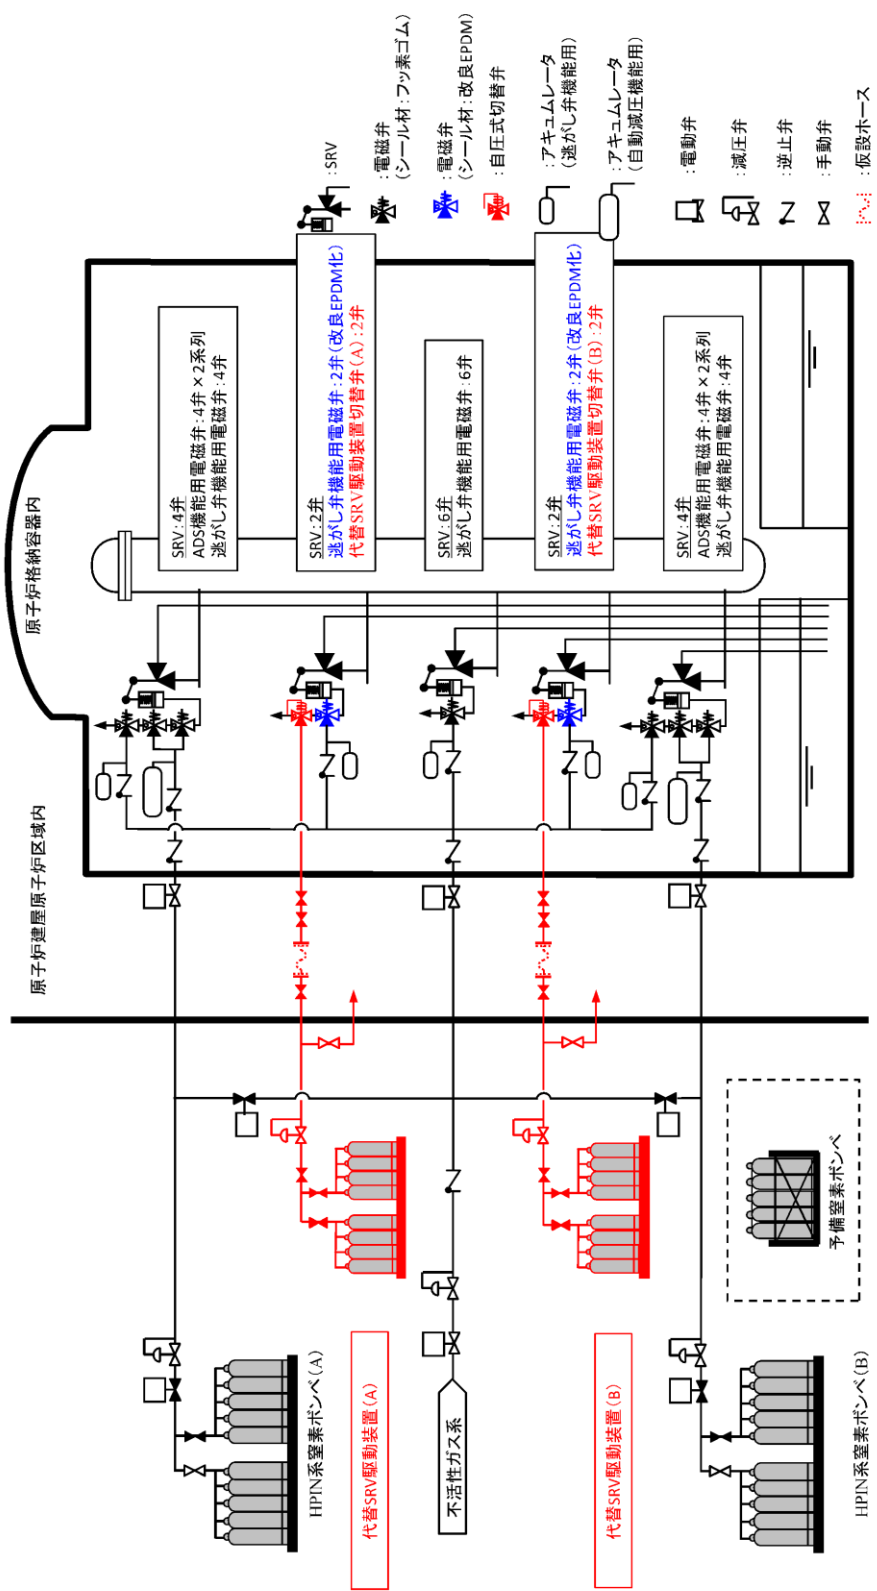 原子炉格納容器内
SRV:4弁
ADS機能用電磁弁:4弁×2系列
逃がし弁機能用電磁弁:4弁
SRV:2弁
逃がし弁機能用電磁弁:2弁(改良EPDM化)
代替SRV駆動装置切替弁(A):2弁
SRV:6弁
逃がし弁機能用電磁弁:6弁
SRV:2弁
逃がし弁機能用電磁弁:2弁(改良EPDM化)
代替SRV駆動装置切替弁(B):2弁
SRV:4弁
ADS機能用電磁弁:4弁×2系列
逃がし弁機能用電磁弁:4弁
:SRV
:電磁弁
(シール材:フッ素ゴム)
:電磁弁
(シール材:改良EPDM)
:自圧式切替弁
:アキュムレータ
(逃がし弁機能用)
:アキュムレータ
(自動減圧機能用)
:電動弁
:減圧弁
:逆止弁
:手動弁
:仮設ホース
原子炉建屋原子炉区域内
HPIN系窒素ボンベ(A)
代替SRV駆動装置(A)
不活性ガス系
代替SRV駆動装置(B)
予備窒素ボンベ
HPIN系窒素ボンベ(B)